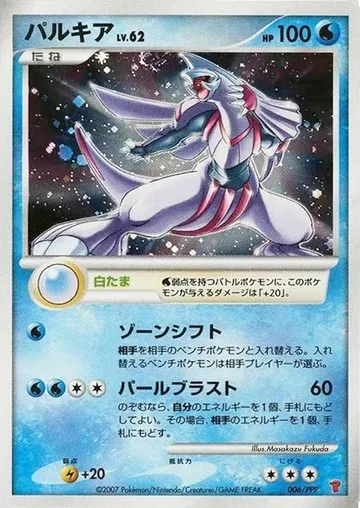 パルキア LV.62 HP 100
たね
白たま 弱点を持つバトルポケモンに、このポケ
モンが与えるダメージは「+20」。
ゾーンシフト
相手を相手のベンチポケモンと入れ替える。入れ
替えるベンチポケモンは相手プレイヤーが選ぶ。
パールブラスト 60
のぞむなら、自分のエネルギーを1個、手札にも
どしてよい。その場合、相手のエネルギーを1個、手札に
もどす。
Illus.Masakazu Fukuda
弱点 抵抗力 にげる
+20
©2007 Pokémon/Nintendo/Creatures/GAME FREAK. 006/PPP